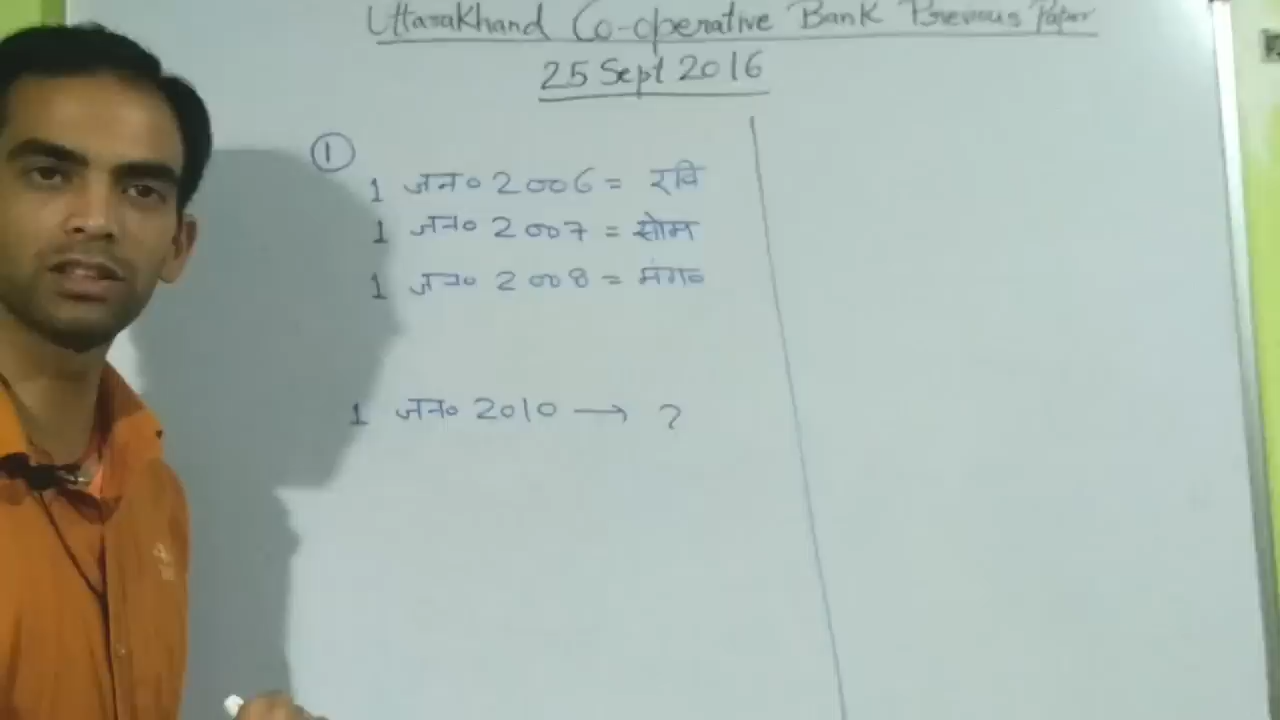 Uttarakhand Co-operative Bank Previous Paper
25 Sept 2016
①
1 जन० 2006 = रवि
1 जन० 2007 = सोम
1 जन० 2008 = मंगल
1 जन० 2010 → ?